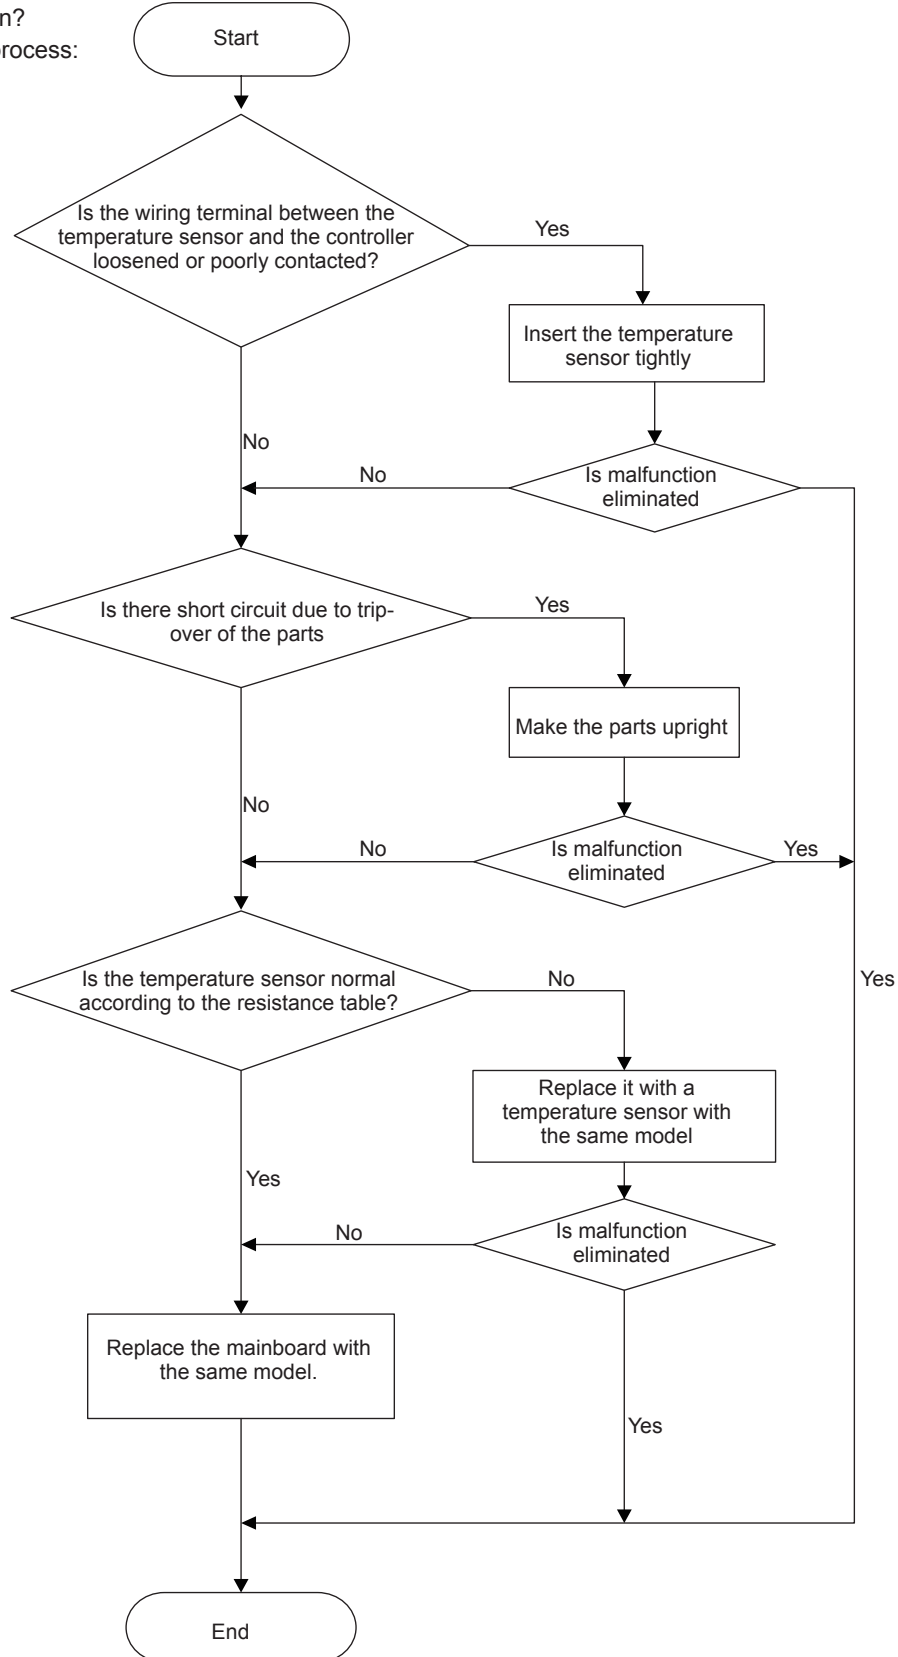 process:
Start
Is the wiring terminal between the
temperature sensor and the controller
loosened or poorly contacted?
Yes
Insert the temperature
sensor tightly
No
No
Is malfunction
eliminated
Is there short circuit due to trip-
over of the parts
Yes
Make the parts upright
No
No
Is malfunction
eliminated
Yes
Is the temperature sensor normal
according to the resistance table?
No
Yes
Replace it with a
temperature sensor with
the same model
Yes
No
Is malfunction
eliminated
Replace the mainboard with
the same model.
Yes
End